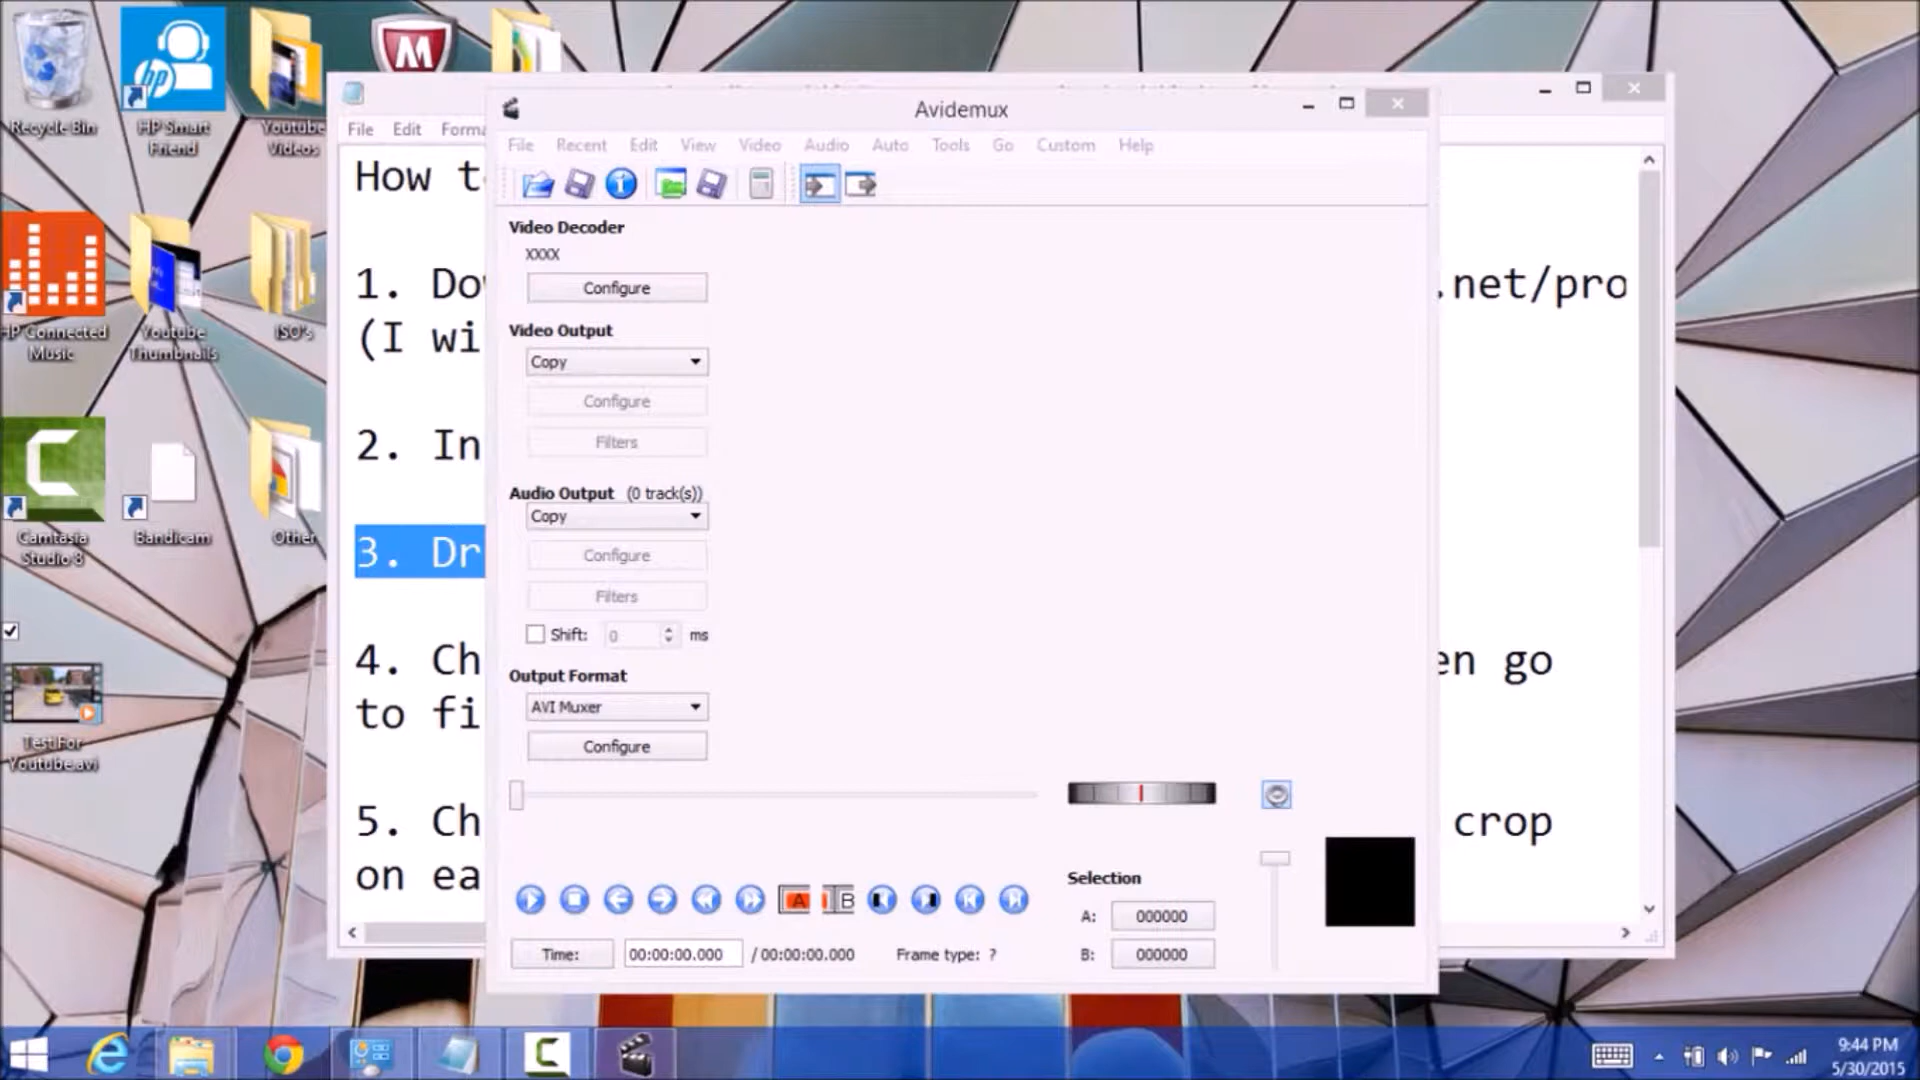 Recycle Bin
HP Smart
Friend
Youtube
Videos
HP Connected
Music
Youtube
Thumbnails
ISO's
Camtasia
Studio 8
Bandicam
Other
Test For
Youtube.avi
File Edit Forma
How t
1. Do
.net/pro
(I wi
2. In
3. Dr
4. Ch
en go
to fi
5. Ch
crop
on ea
Avidemux
File Recent Edit View Video Audio Auto Tools Go Custom Help
Video Decoder
XXXX
Configure
Video Output
Copy
Configure
Filters
Audio Output (0 track(s))
Copy
Configure
Filters
Shift: 0 ms
Output Format
AVI Muxer
Configure
A B
Selection
A: 000000
B: 000000
Time: 00:00:00.000 / 00:00:00.000 Frame type: ?
9:44 PM
5/30/2015